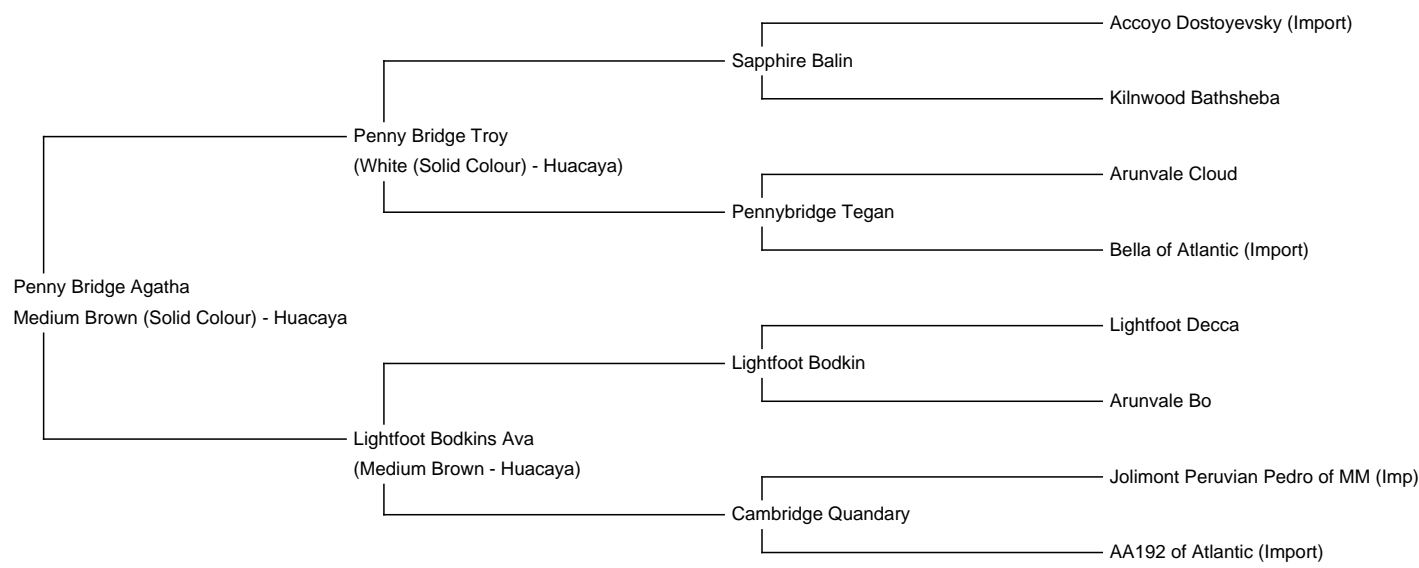 Accoyo Dostoyevsky (Import)
Sapphire Balin
Kilnwood Bathsheba
Penny Bridge Troy
(White (Solid Colour) - Huacaya)
Arunvale Cloud
Pennybridge Tegan
Bella of Atlantic (Import)
Penny Bridge Agatha
Medium Brown (Solid Colour) - Huacaya
Lightfoot Decca
Lightfoot Bodkin
Arunvale Bo
Lightfoot Bodkins Ava
(Medium Brown - Huacaya)
Jolimont Peruvian Pedro of MM (Imp)
Cambridge Quandary
AA192 of Atlantic (Import)